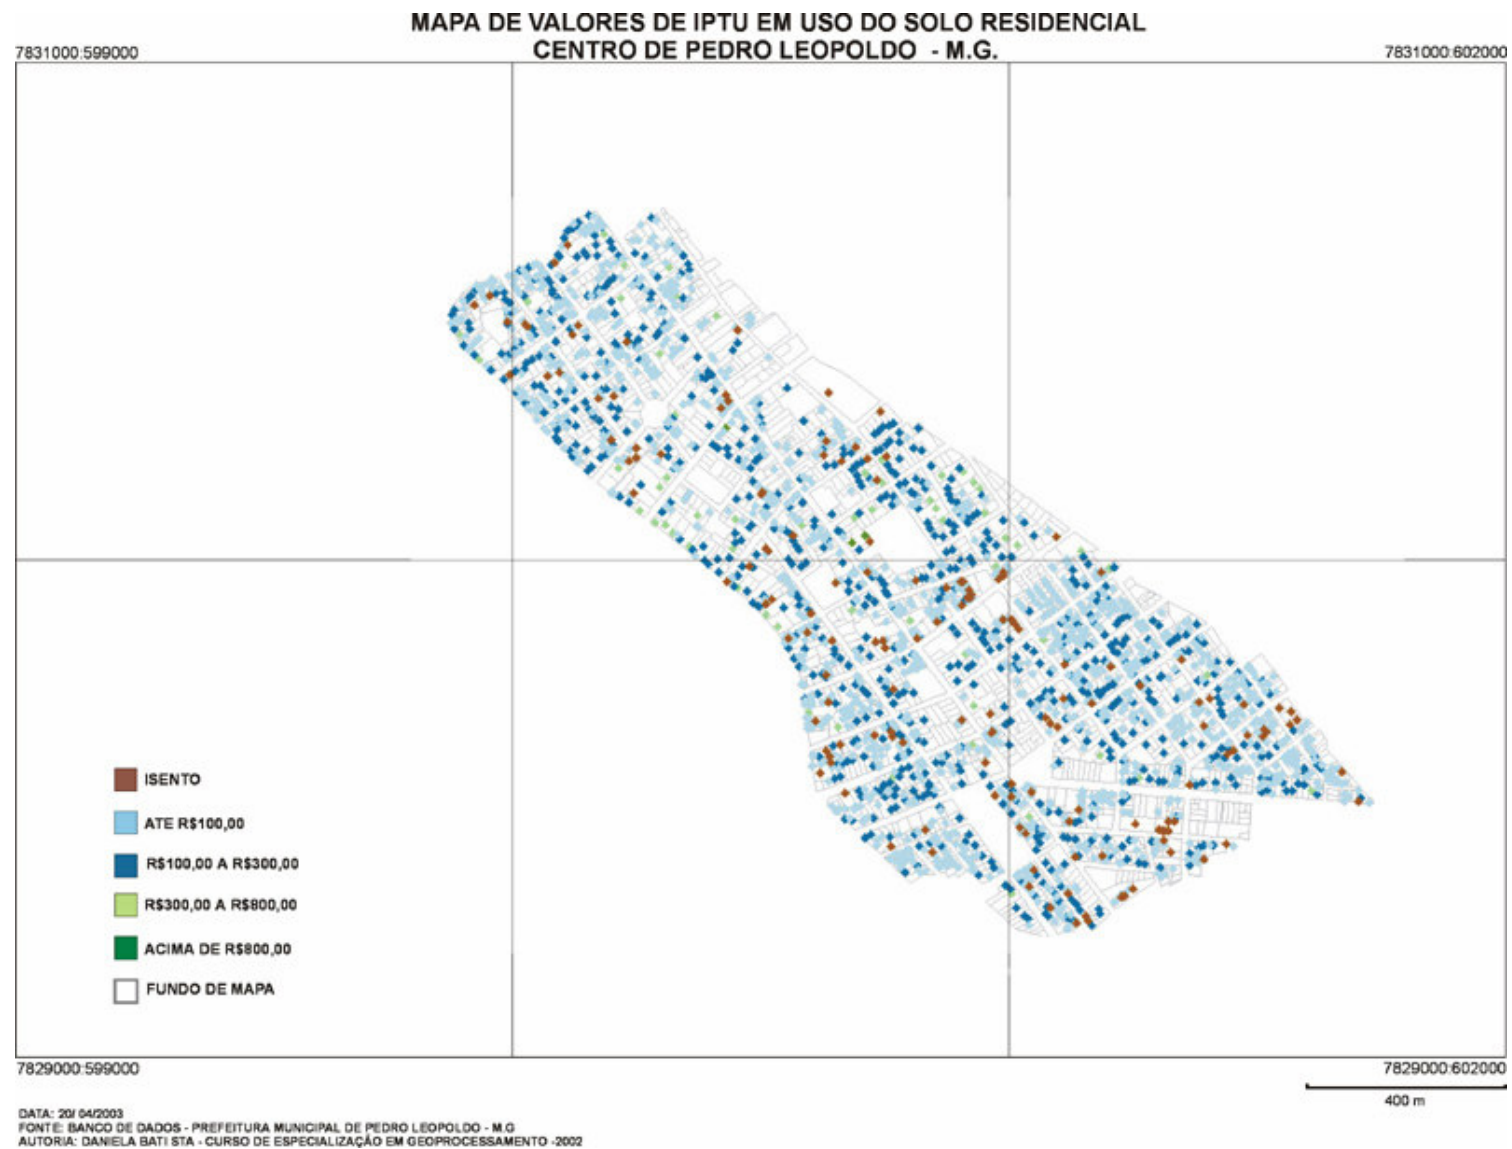 MAPA DE VALORES DE IPTU EM USO DO SOLO RESIDENCIAL
CENTRO DE PEDRO LEOPOLDO - M.G.
7831000:599000
7831000:602000
ISENTO
ATE R$100,00
R$100,00 A R$300,00
R$300,00 A R$800,00
ACIMA DE R$800,00
FUNDO DE MAPA
7829000:599000
7829000:602000
400 m
DATA: 20/ 04/2003
FONTE: BANCO DE DADOS - PREFEITURA MUNICIPAL DE PEDRO LEOPOLDO - M.G
AUTORIA: DANIELA BATI STA - CURSO DE ESPECIALIZAÇÃO EM GEOPROCESSAMENTO -2002